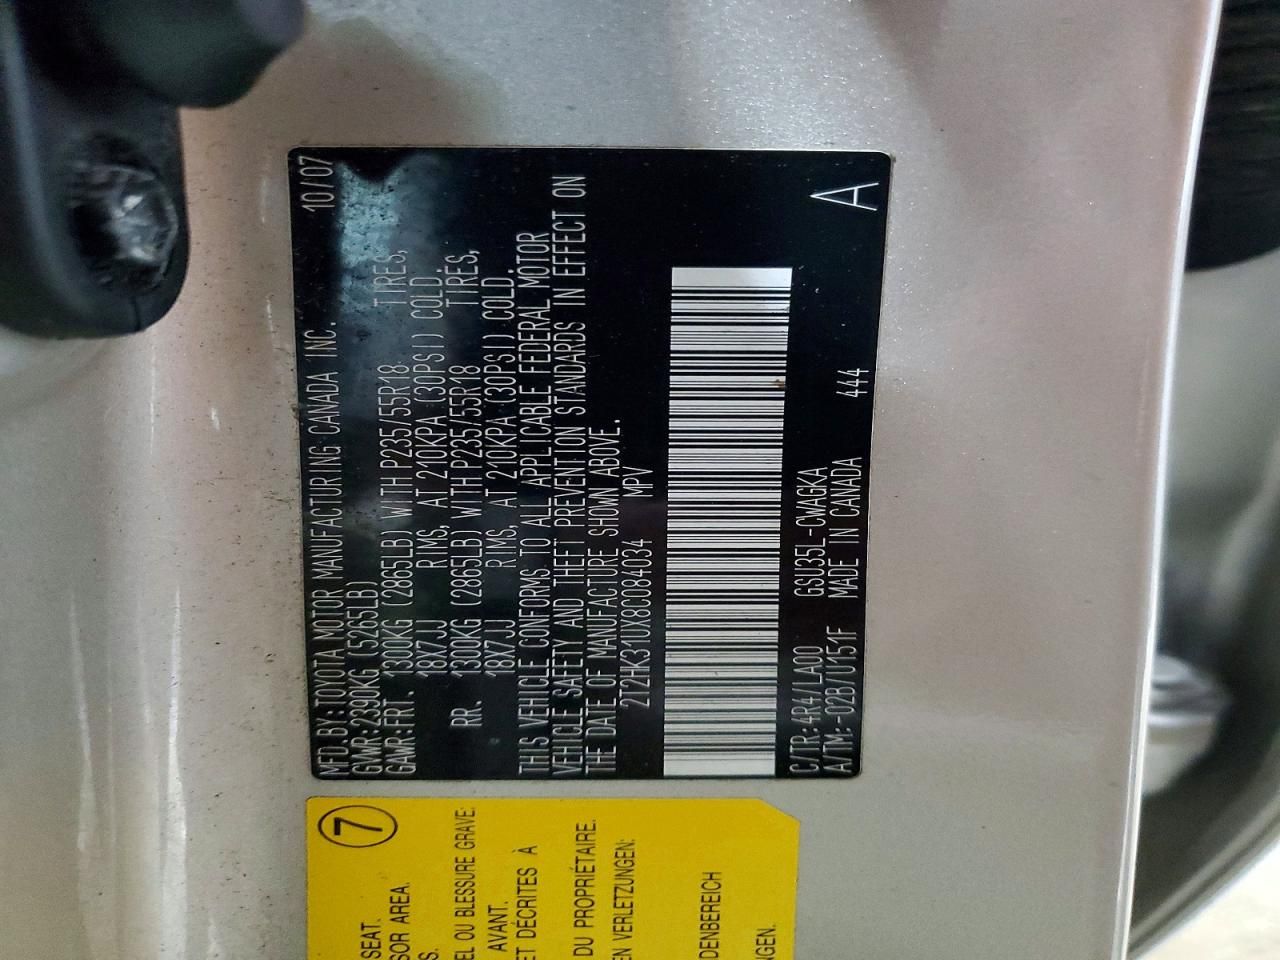 MFD.BY:TOYOTA MOTOR MANUFACTURING CANADA INC. 10/07
GVWR:2390KG (5265LB)
GAWR:FRT. 1300KG (2865LB) WITH P235/55R18 TIRES,
18X7JJ RIMS, AT 210KPA (30PSI) COLD.
RR. 1300KG (2865LB) WITH P235/55R18 TIRES,
18X7JJ RIMS, AT 210KPA (30PSI) COLD.
THIS VEHICLE CONFORMS TO ALL APPLICABLE FEDERAL MOTOR
VEHICLE SAFETY AND THEFT PREVENTION STANDARDS IN EFFECT ON
THE DATE OF MANUFACTURE SHOWN ABOVE.
2T2HK31UX8C084034 MPV
C/TR:4R4/LA00 GSU35L-CWAGKA
A/TM:-02B/U151F MADE IN CANADA 444 A
7
SEAT.
SOR AREA.
S.
EL OU BLESSURE GRAVE:
AVANT.
ET DÉCRITES À
DU PROPRIÉTAIRE.
EN VERLETZUNGEN:
DENBEREICH
NGEN.